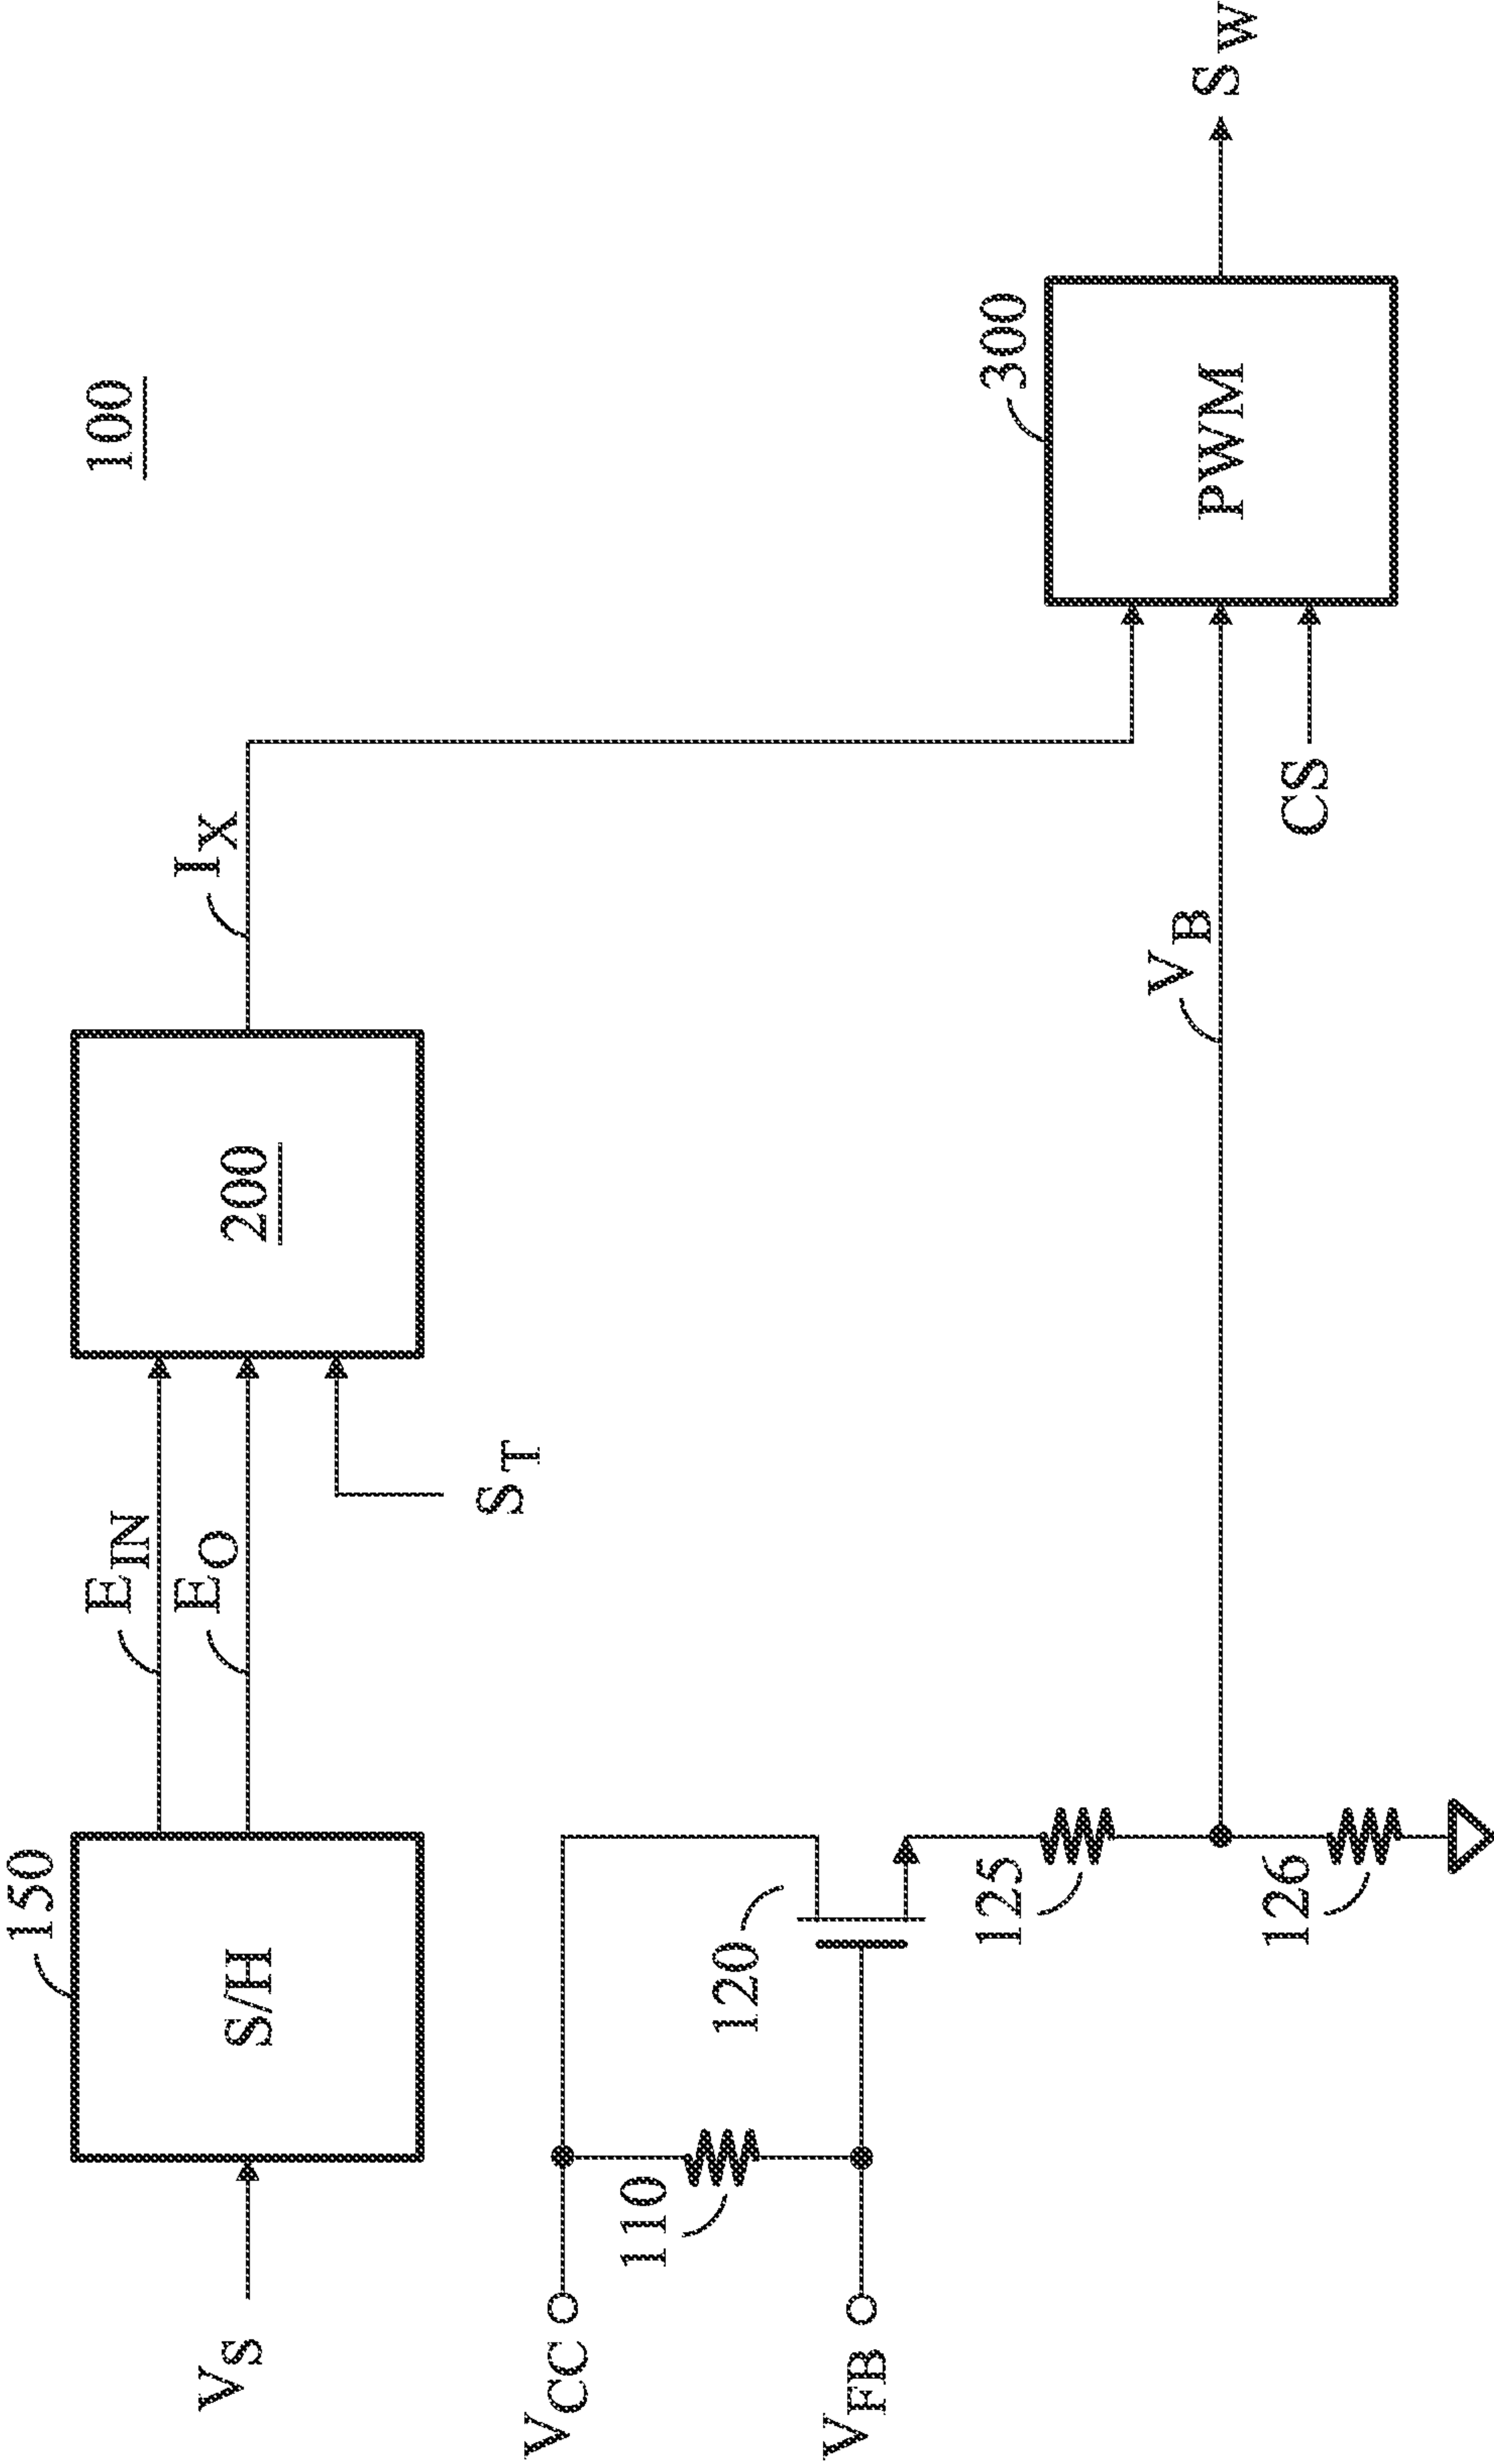 100
150
S/H
V_S
E_IN
E_O
S_T
200
I_X
V_CC
V_FB
110
120
125
126
V_B
CS
300
PWM
S_W